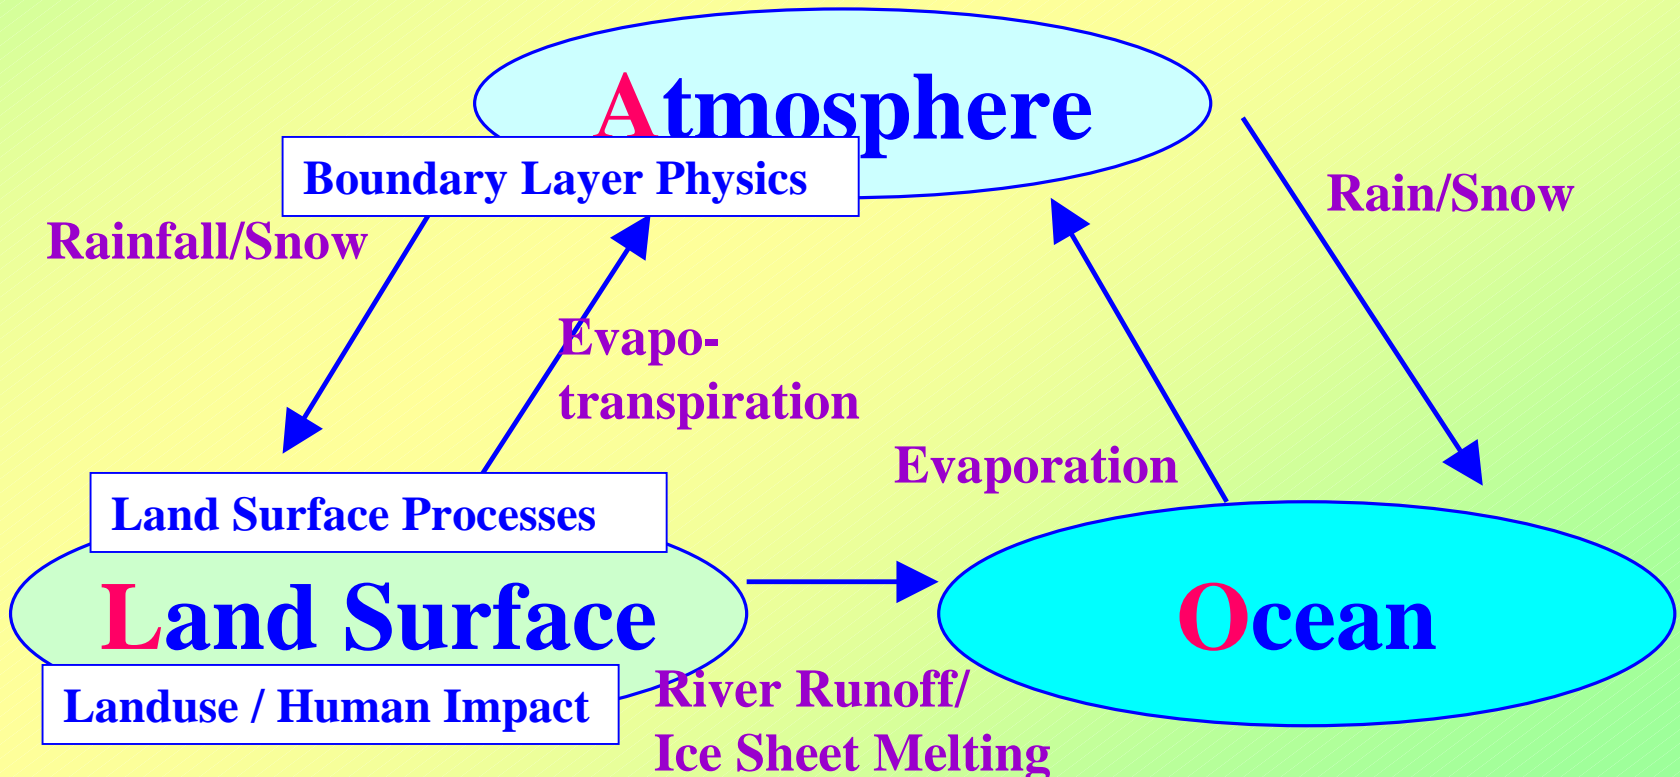 Atmosphere
Boundary Layer Physics
Rain/Snow
Rainfall/Snow
Evapo-
transpiration
Evaporation
Land Surface Processes
Land Surface
Ocean
Landuse / Human Impact
River Runoff/
Ice Sheet Melting